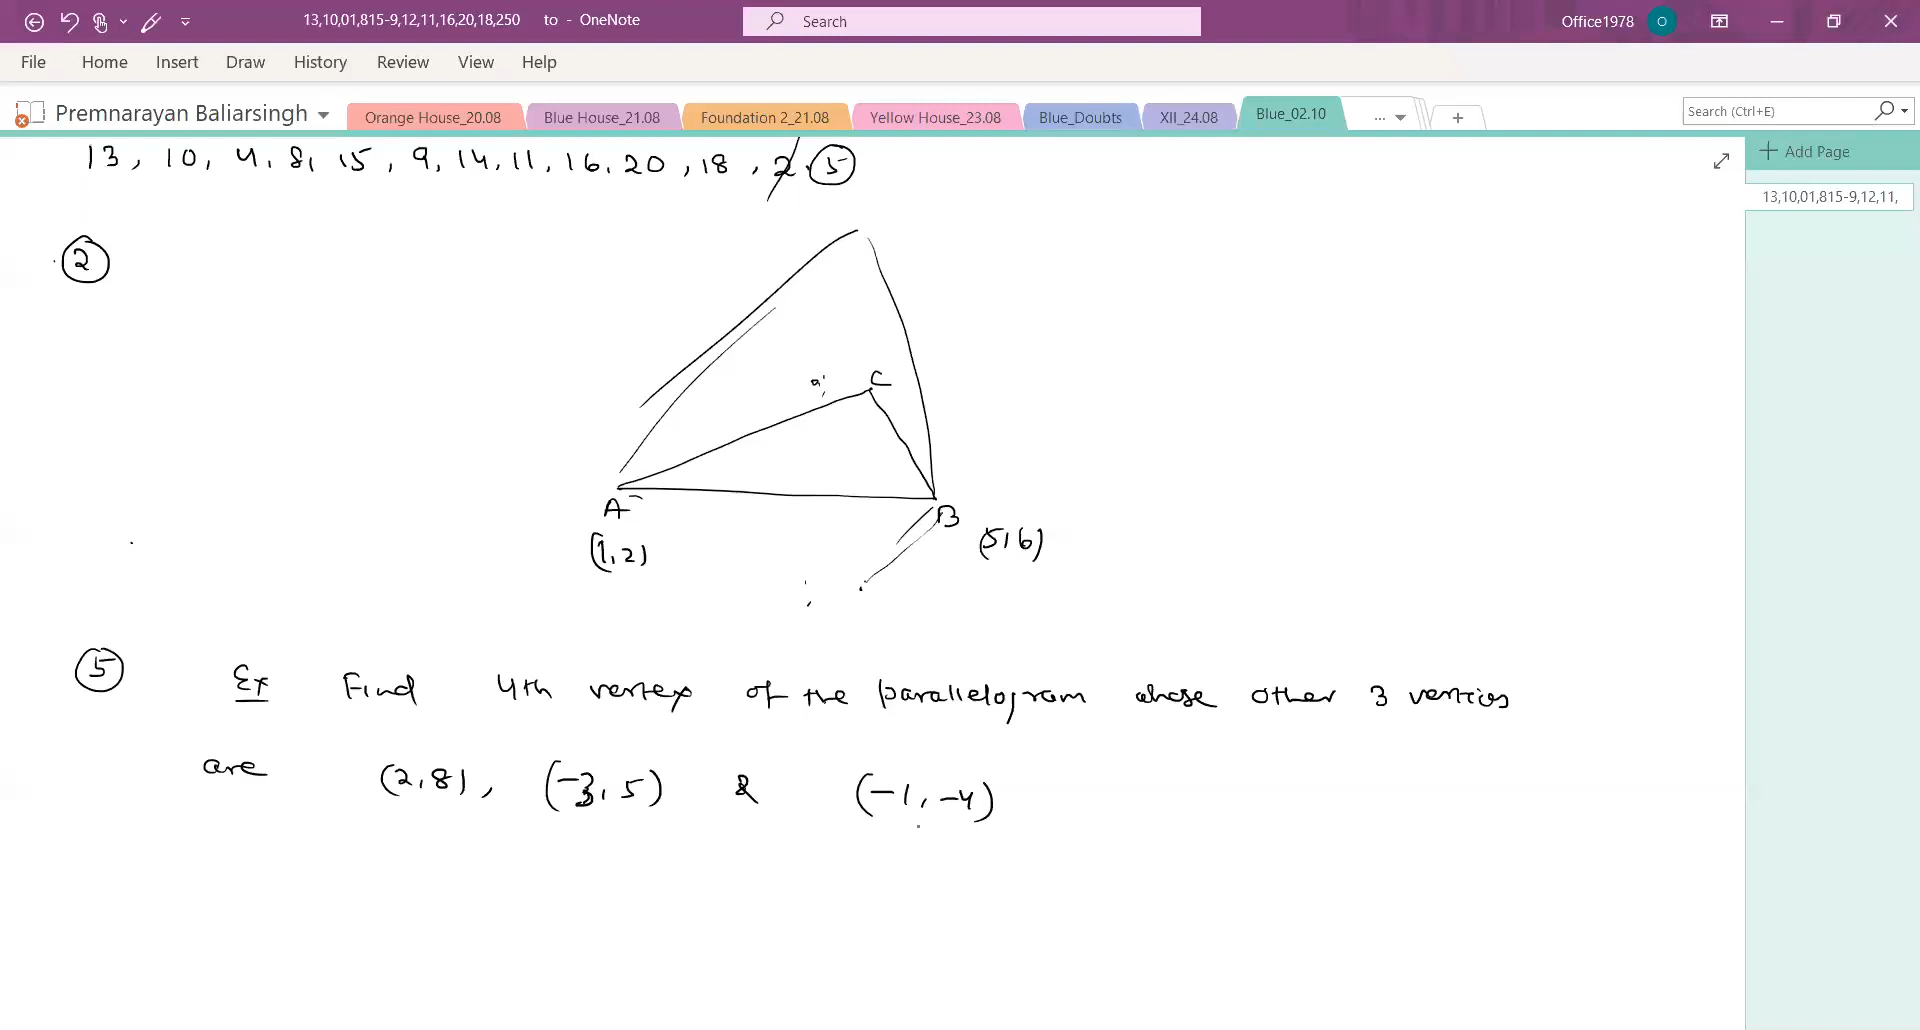 13,10,01,815-9,12,11,16,20,18,250 to - OneNote
Search
Office1978
O
File Home Insert Draw History Review View Help
Premnarayan Baliarsingh
Orange House_20.08
Blue House_21.08
Foundation 2_21.08
Yellow House_23.08
Blue_Doubts
XII_24.08
Blue_02.10
...
Search (Ctrl+E)
Add Page
13,10,01,815-9,12,11,
13, 10, 4, 8, 15, 9, 14, 11, 16, 20, 18, 2, 5
2
C
A
B
(1,2)
(5,6)
5 Ex Find 4th vertex of the parallelogram whose other 3 vertices
are (2,8), (-3,5) & (-1,-4)